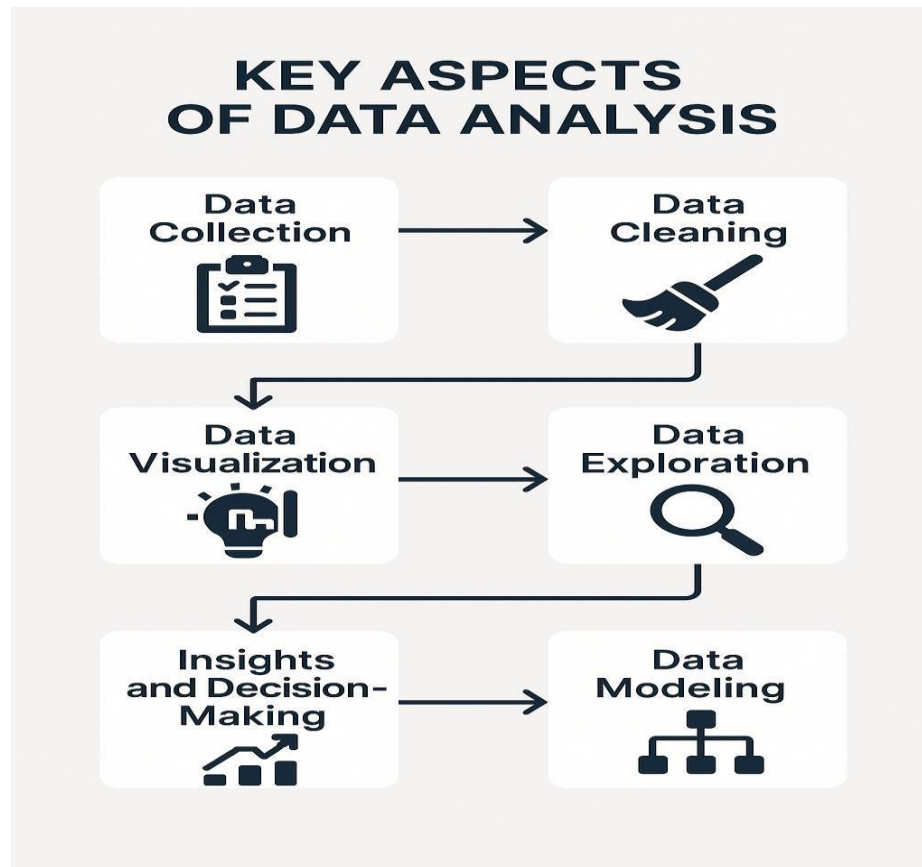 KEY ASPECTS
OF DATA ANALYSIS
Data
Collection
Data
Cleaning
Data
Visualization
Data
Exploration
Insights
and Decision-
Making
Data
Modeling